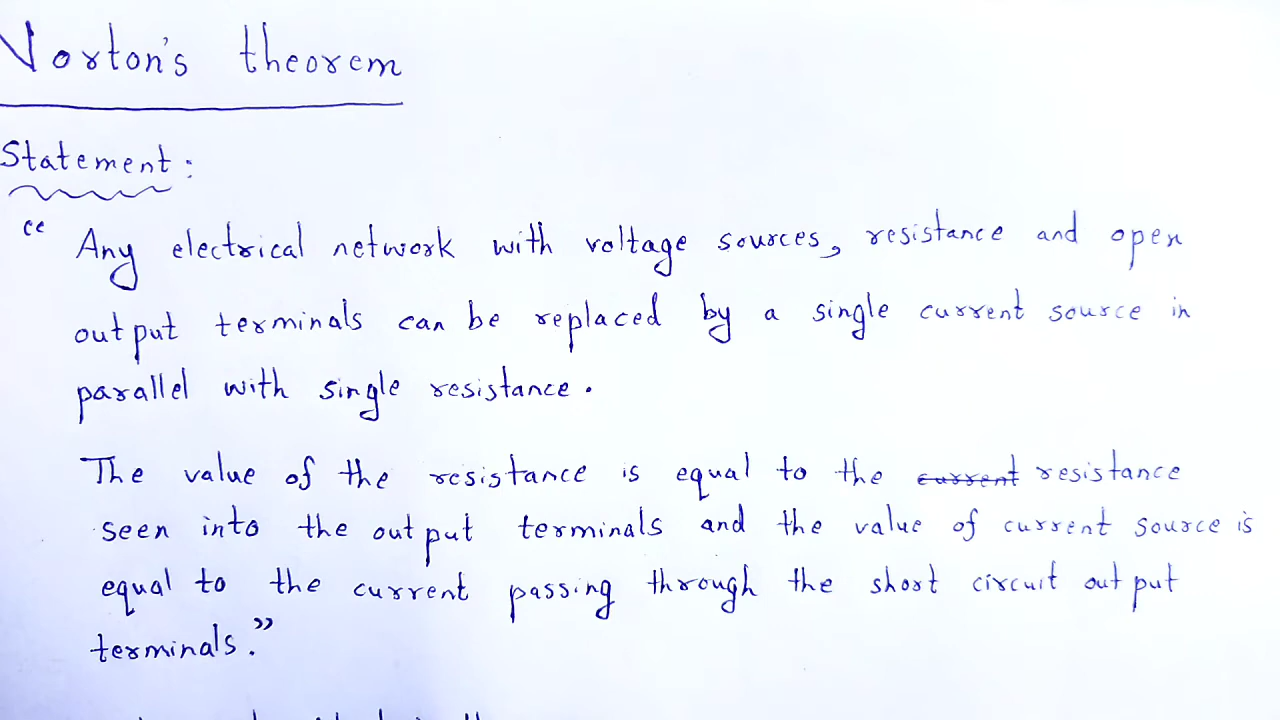 Norton's theorem
Statement :
“ Any electrical network with voltage sources, resistance and open
output terminals can be replaced by a single current source in
parallel with single resistance.
The value of the resistance is equal to the current resistance
seen into the output terminals and the value of current source is
equal to the current passing through the short circuit output
terminals.”